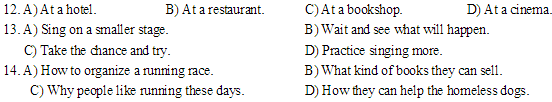 12. A) At a hotel. B) At a restaurant. C) At a bookshop. D) At a cinema.
13. A) Sing on a smaller stage. B) Wait and see what will happen.
C) Take the chance and try. D) Practice singing more.
14. A) How to organize a running race. B) What kind of books they can sell.
C) Why people like running these days. D) How they can help the homeless dogs.